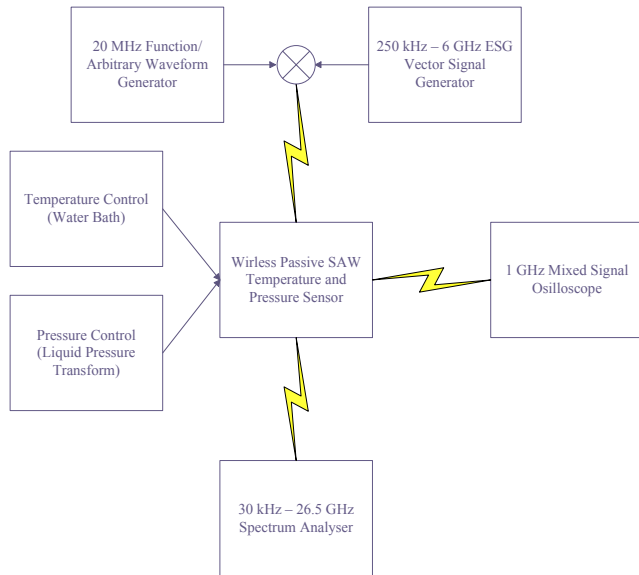 20 MHz Function/
Arbitrary Waveform
Generator
250 kHz – 6 GHz ESG
Vector Signal
Generator
Temperature Control
(Water Bath)
Wirless Passive SAW
Temperature and
Pressure Sensor
1 GHz Mixed Signal
Osilloscope
Pressure Control
(Liquid Pressure
Transform)
30 kHz – 26.5 GHz
Spectrum Analyser